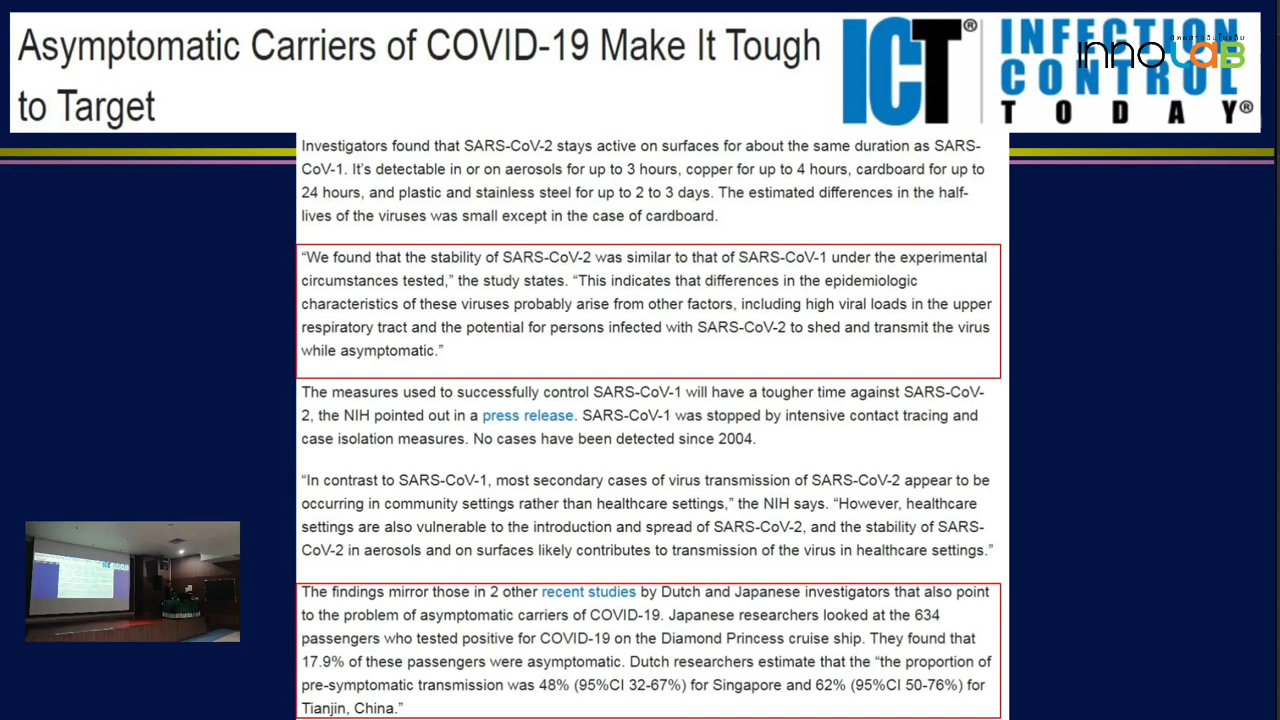 Asymptomatic Carriers of COVID-19 Make It Tough
to Target
ICT® INFECTION
CONTROL
TODAY®
innoLaB
Investigators found that SARS-CoV-2 stays active on surfaces for about the same duration as SARS-
CoV-1. It's detectable in or on aerosols for up to 3 hours, copper for up to 4 hours, cardboard for up to
24 hours, and plastic and stainless steel for up to 2 to 3 days. The estimated differences in the half-
lives of the viruses was small except in the case of cardboard.
“We found that the stability of SARS-CoV-2 was similar to that of SARS-CoV-1 under the experimental
circumstances tested,” the study states. “This indicates that differences in the epidemiologic
characteristics of these viruses probably arise from other factors, including high viral loads in the upper
respiratory tract and the potential for persons infected with SARS-CoV-2 to shed and transmit the virus
while asymptomatic.”
The measures used to successfully control SARS-CoV-1 will have a tougher time against SARS-CoV-
2, the NIH pointed out in a press release. SARS-CoV-1 was stopped by intensive contact tracing and
case isolation measures. No cases have been detected since 2004.
“In contrast to SARS-CoV-1, most secondary cases of virus transmission of SARS-CoV-2 appear to be
occurring in community settings rather than healthcare settings,” the NIH says. “However, healthcare
settings are also vulnerable to the introduction and spread of SARS-CoV-2, and the stability of SARS-
CoV-2 in aerosols and on surfaces likely contributes to transmission of the virus in healthcare settings.”
The findings mirror those in 2 other recent studies by Dutch and Japanese investigators that also point
to the problem of asymptomatic carriers of COVID-19. Japanese researchers looked at the 634
passengers who tested positive for COVID-19 on the Diamond Princess cruise ship. They found that
17.9% of these passengers were asymptomatic. Dutch researchers estimate that the “the proportion of
pre-symptomatic transmission was 48% (95%CI 32-67%) for Singapore and 62% (95%CI 50-76%) for
Tianjin, China.”